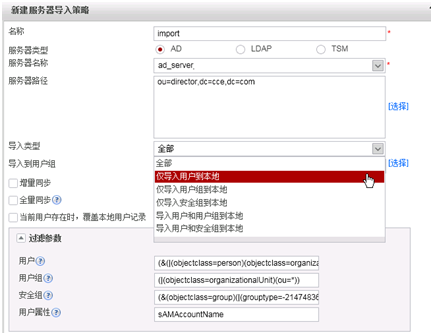 新建服务器导入策略
名称 import *
服务器类型 AD LDAP TSM
服务器名称 ad_server, *
服务器路径 ou=director,dc=cce,dc=com
[选择]
导入类型 全部
导入到用户组 全部 [选择]
仅导入用户到本地
增量同步 仅导入用户组到本地
全量同步 仅导入安全组到本地
导入用户和用户组到本地
当前用户存在时，覆盖本地用户记录 导入用户和安全组到本地
过滤参数
用户 (&(|(objectclass=person)(objectclass=organiza
用户组 (|(objectclass=organizationalUnit)(ou=*))
安全组 (&(objectclass=group)(|(grouptype=-21474836
用户属性 sAMAccountName